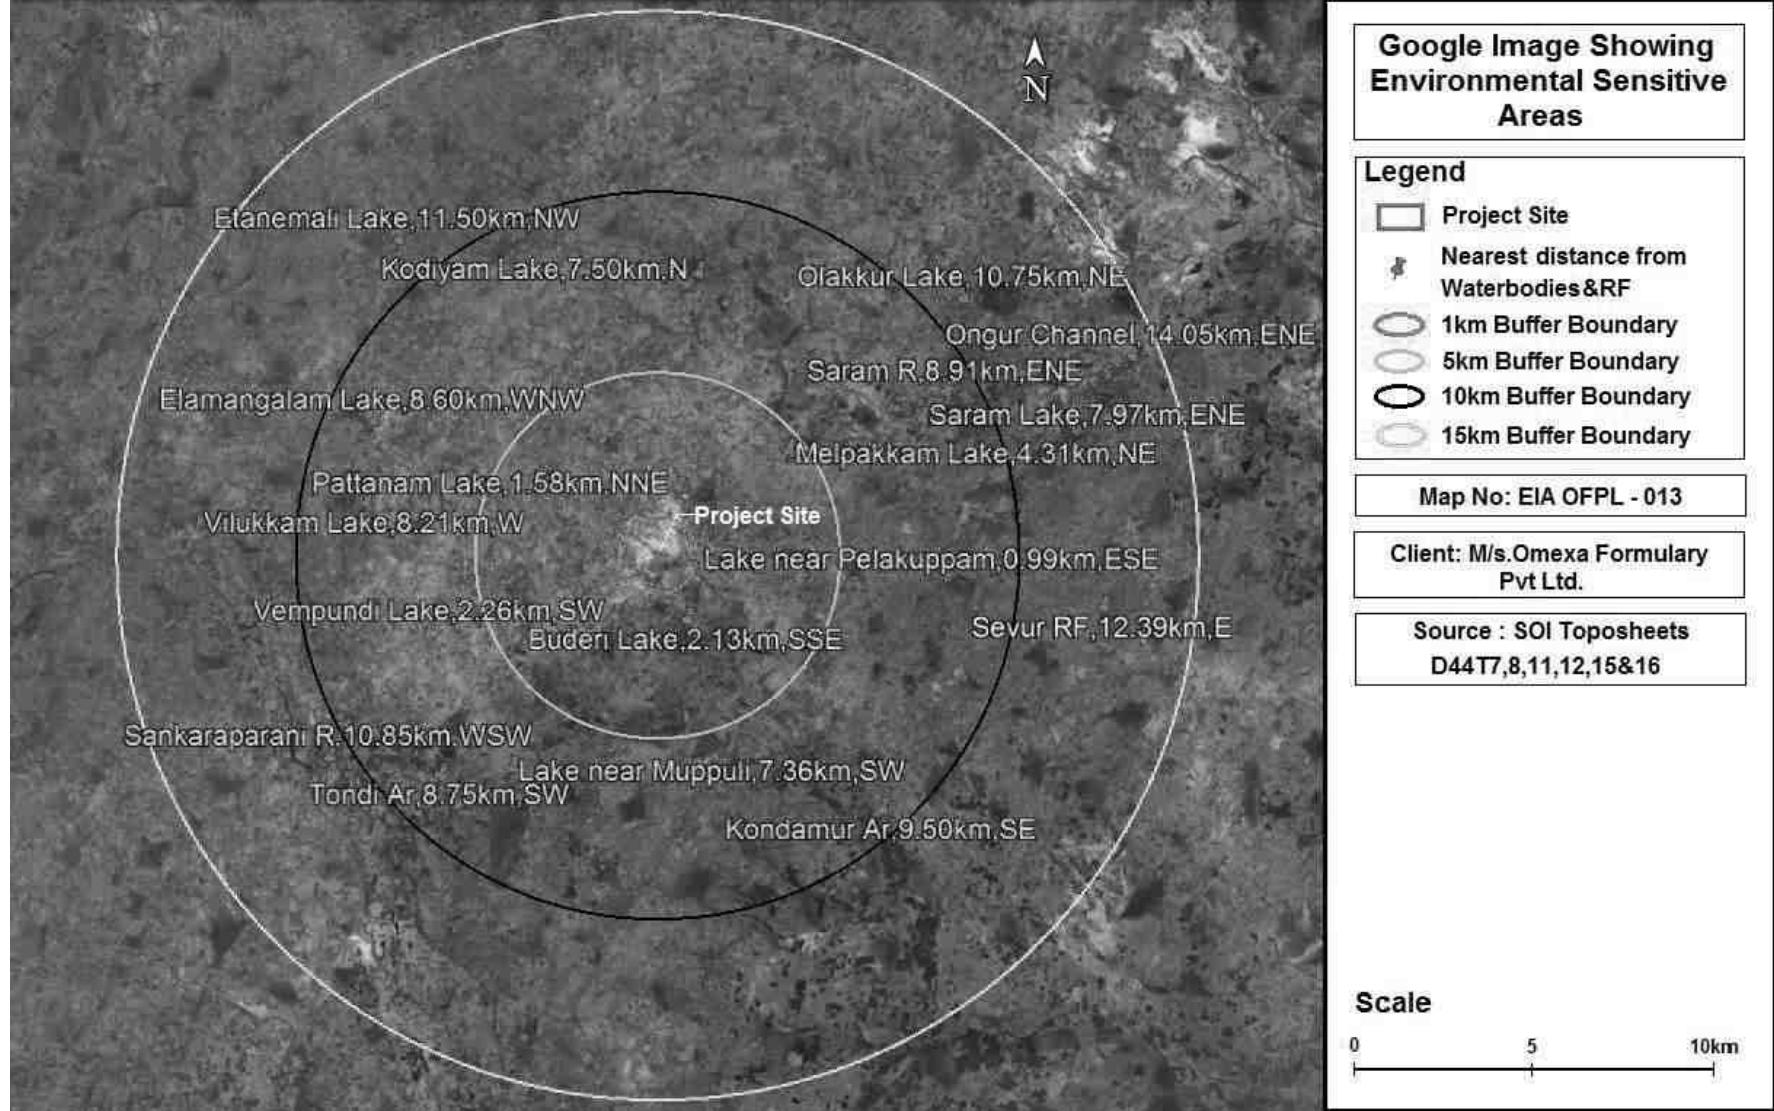 Etanemali Lake,11.50km,NW
Kodiyam Lake,7.50km,N
Olakkur Lake,10.75km,NE
Ongur Channel,14.05km,ENE
Saram R,8.91km,ENE
Elamangalam Lake,8.60km,WNW
Saram Lake,7.97km,ENE
Melpakkam Lake,4.31km,NE
Pattanam Lake,1.58km,NNE
Vilukkam Lake,8.21km,W
Project Site
Lake near Pelakuppam,0.99km,ESE
Vempundi Lake,2.26km,SW
Buderi Lake,2.13km,SSE
Sevur RF,12.39km,E
Sankaraparani R.10.85km.WSW
Lake near Muppuli,7.36km,SW
Tondi Ar,8.75km,SW
Kondamur Ar,9.50km,SE
N
Google Image Showing
Environmental Sensitive
Areas
Legend
Project Site
Nearest distance from
Waterbodies&RF
1km Buffer Boundary
5km Buffer Boundary
10km Buffer Boundary
15km Buffer Boundary
Map No: EIA OFPL - 013
Client: M/s.Omexa Formulary
Pvt Ltd.
Source : SOI Toposheets
D44T7,8,11,12,15&16
Scale
0 5 10km